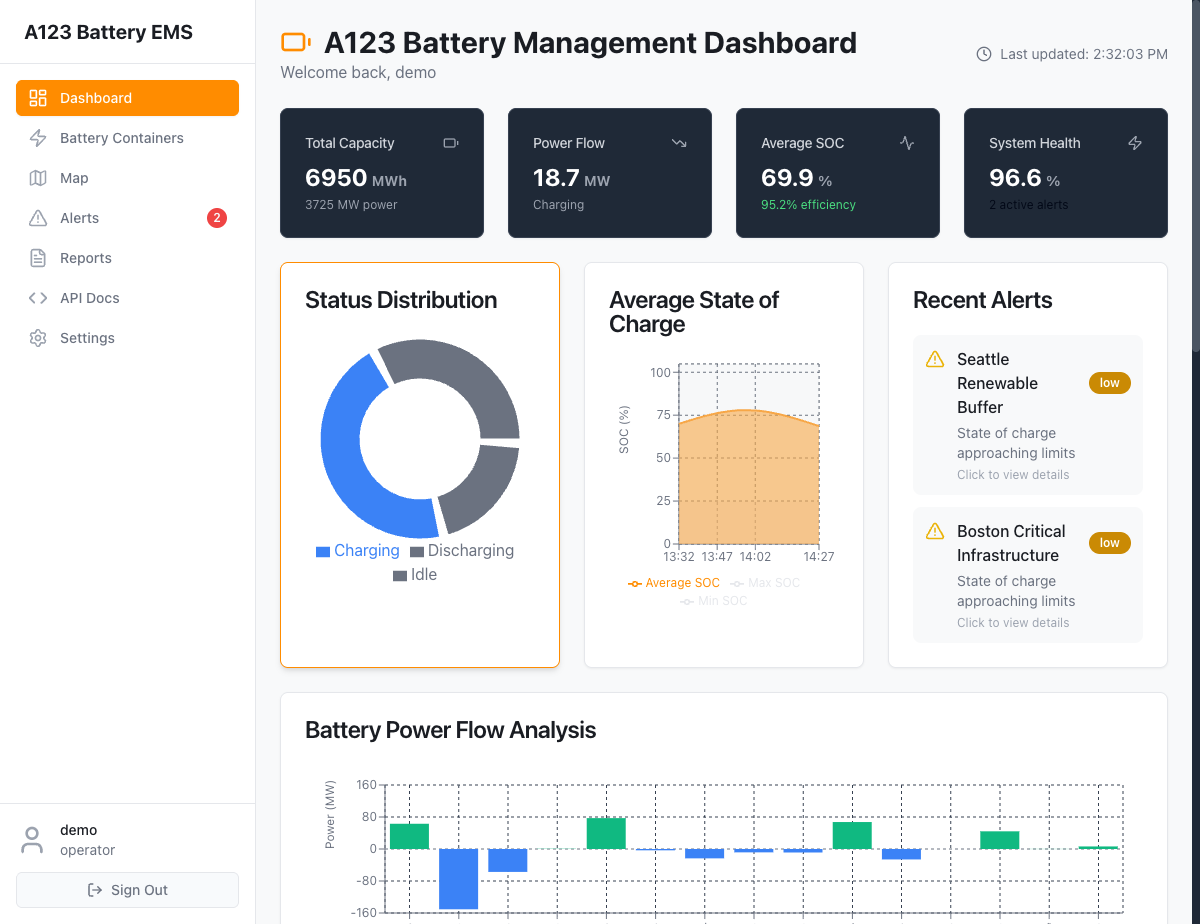 A123 Battery EMS
Dashboard
Battery Containers
Map
Alerts
2
Reports
API Docs
Settings
demo
operator
Sign Out
A123 Battery Management Dashboard
Welcome back, demo
Last updated: 2:32:03 PM
Total Capacity
6950 MWh
3725 MW power
Power Flow
18.7 MW
Charging
Average SOC
69.9 %
95.2% efficiency
System Health
96.6 %
2 active alerts
Status Distribution
Charging
Discharging
Idle
Average State of
Charge
100
75
50
25
0
SOC (%)
13:32
13:47
14:02
14:27
Average SOC
Max SOC
Min SOC
Recent Alerts
Seattle
Renewable
Buffer
low
State of charge
approaching limits
Click to view details
Boston Critical
Infrastructure
low
State of charge
approaching limits
Click to view details
Battery Power Flow Analysis
Power (MW)
160
80
0
-80
-160